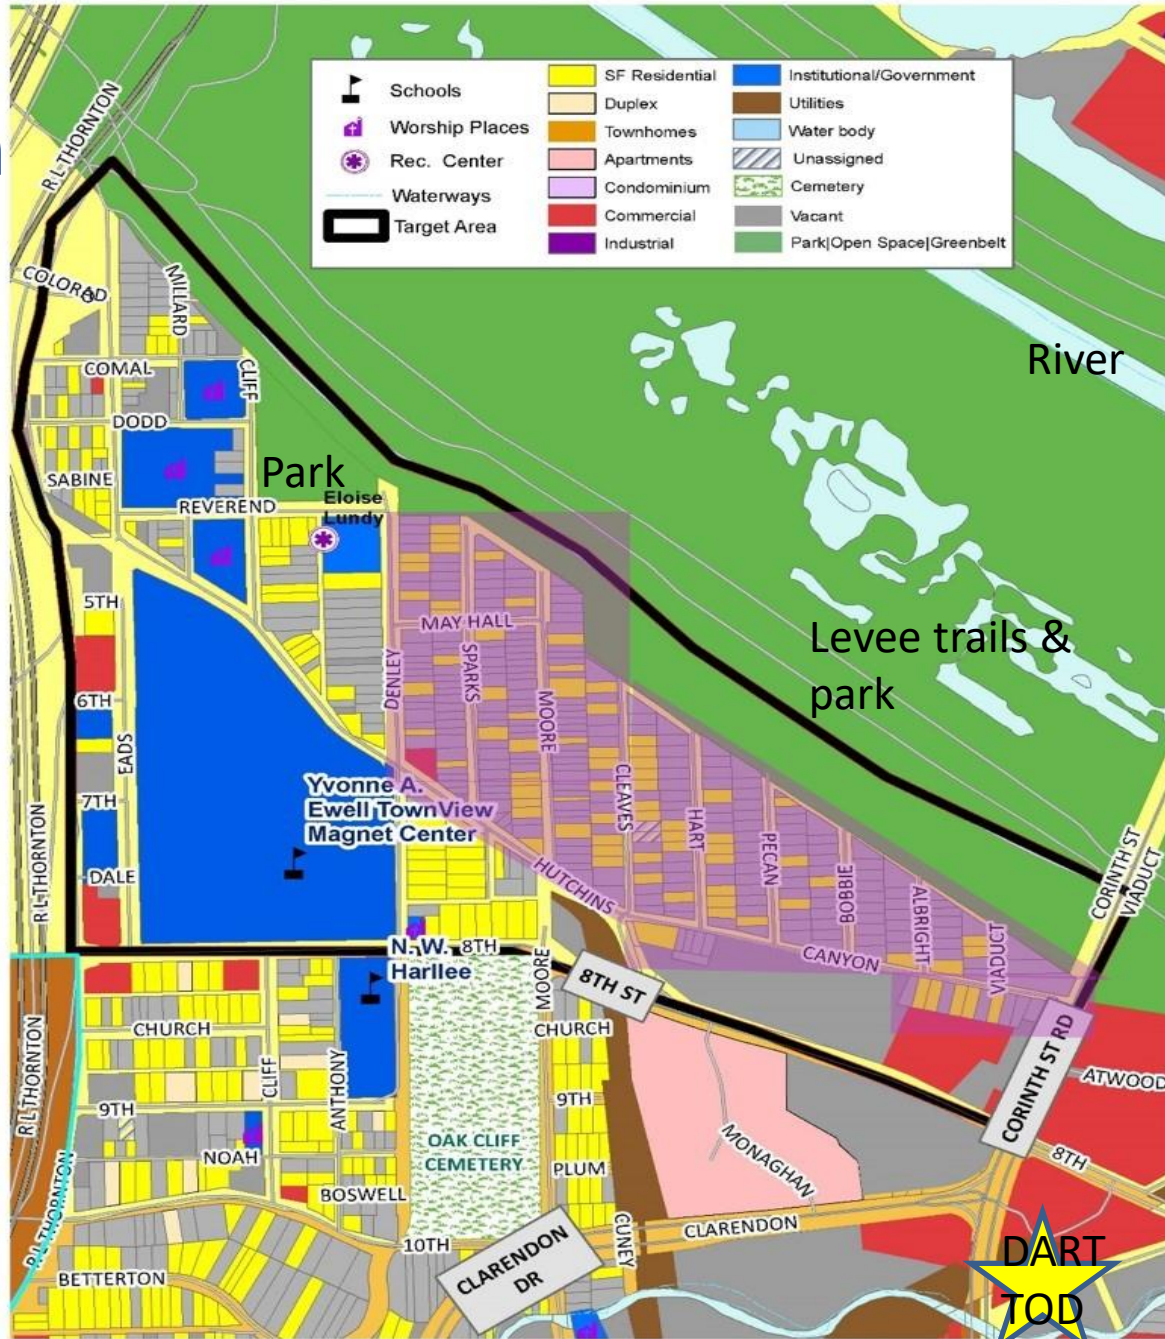 Schools
Worship Places
Rec. Center
Waterways
Target Area
SF Residential
Duplex
Townhomes
Apartments
Condominium
Commercial
Industrial
Institutional/Government
Utilities
Water body
Unassigned
Cemetery
Vacant
Park|Open Space|Greenbelt
R L THORNTON
COLORAD
O
MILLARD
COMAL
CLIFF
DODD
River
Park
SABINE
REVEREND
Eloise
Lundy
5TH
MAY HALL
SPARKS
DENLEY
MOORE
Levee trails &
park
6TH
EADS
7TH
CLEAVES
HART
PECAN
BOBBIE
ALBRIGHT
VIADUCT
Yvonne A.
Ewell TownView
Magnet Center
CORINTH ST
VIADUCT
R L THORNTON
DALE
HUTCHINS
CANYON
N. W.
Harllee
8TH
MOORE
8TH ST
R L THORNTON
CHURCH
CLIFF
ANTHONY
CHURCH
CORINTH ST RD
ATWOOD
9TH
9TH
NOAH
OAK CLIFF
CEMETERY
MONAGHAN
8TH
PLUM
BOSWELL
R L THORNTON
10TH
CUNEY
CLARENDON
CLARENDON
DR
BETTERTON
DART
TOD